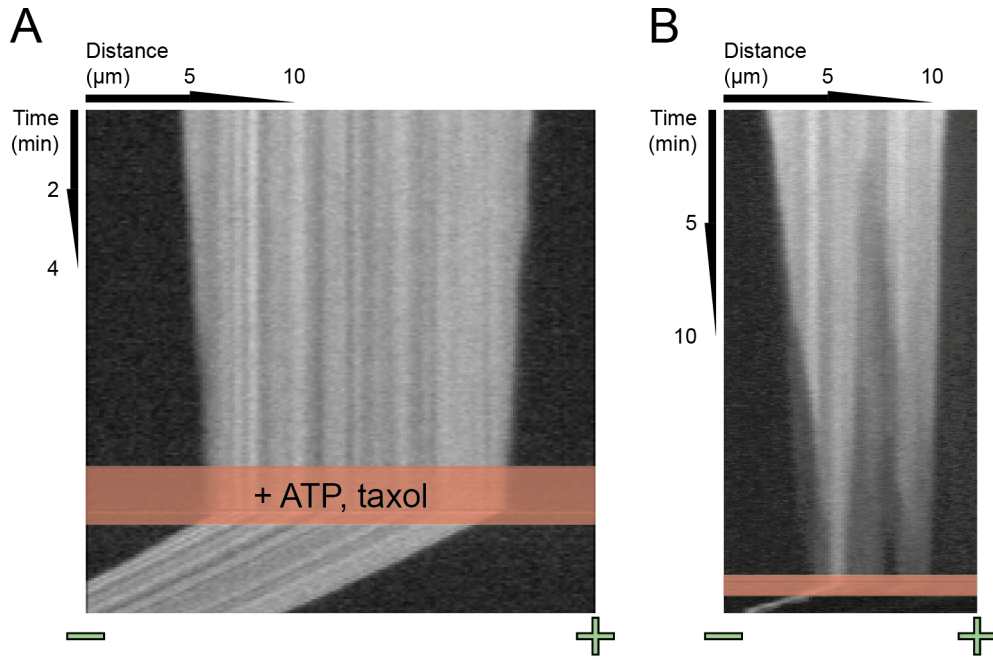 A
Distance
(µm) 5 10
Time
(min)
2
4
+ ATP, taxol
− +
B
Distance
(µm) 5 10
Time
(min)
5
10
− +